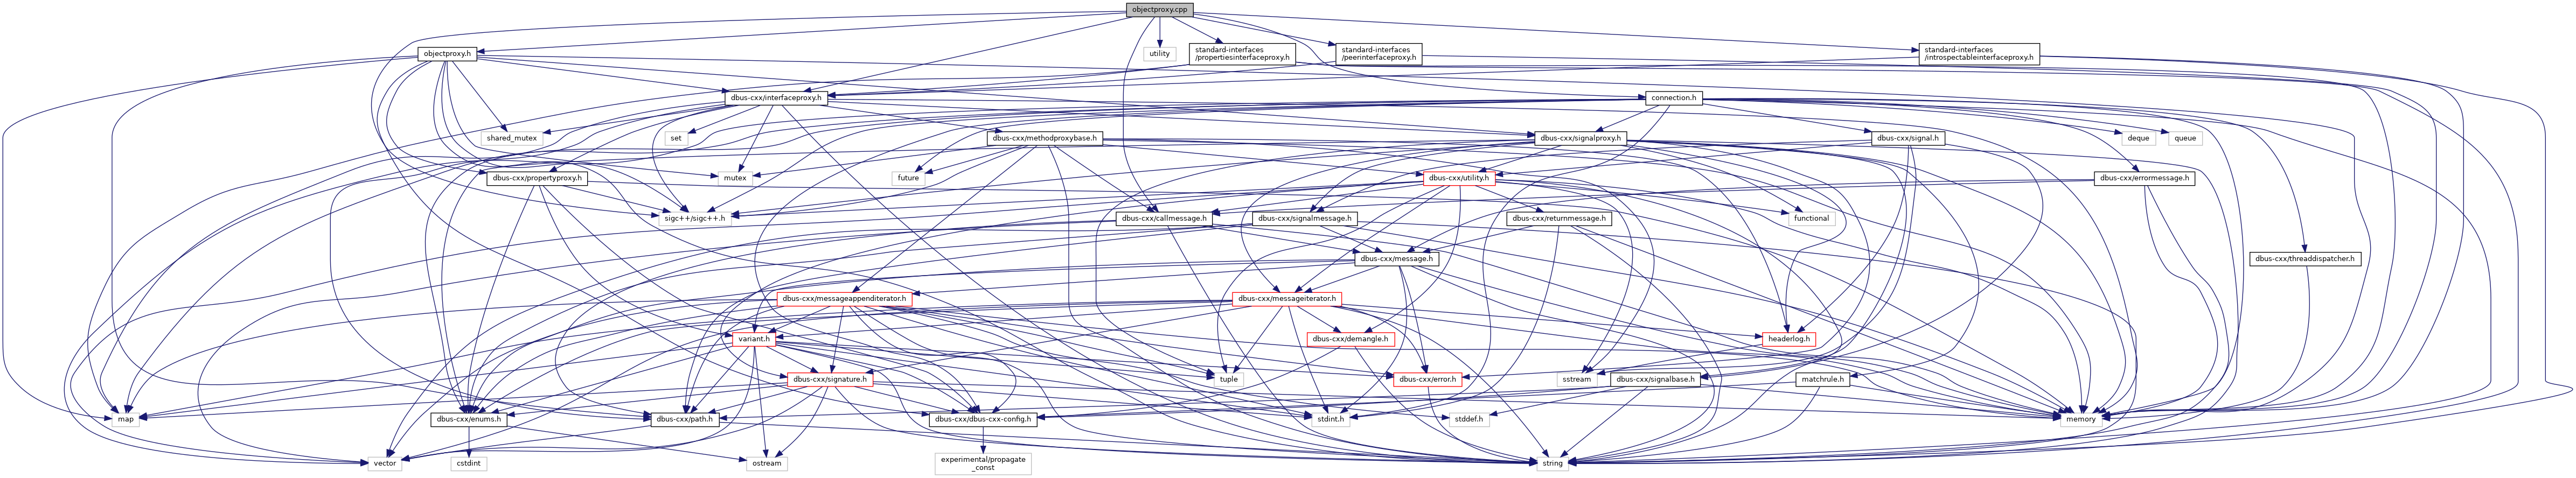 objectproxy.cpp
objectproxy.h
utility
standard-interfaces
/propertiesinterfaceproxy.h
standard-interfaces
/peerinterfaceproxy.h
standard-interfaces
/introspectableinterfaceproxy.h
dbus-cxx/interfaceproxy.h
connection.h
shared_mutex
set
dbus-cxx/methodproxybase.h
dbus-cxx/signalproxy.h
dbus-cxx/signal.h
deque
queue
dbus-cxx/propertyproxy.h
mutex
future
dbus-cxx/utility.h
dbus-cxx/errormessage.h
sigc++/sigc++.h
dbus-cxx/callmessage.h
dbus-cxx/signalmessage.h
dbus-cxx/returnmessage.h
functional
dbus-cxx/message.h
dbus-cxx/threaddispatcher.h
dbus-cxx/messageappenditerator.h
dbus-cxx/messageiterator.h
variant.h
dbus-cxx/demangle.h
headerlog.h
dbus-cxx/signature.h
tuple
dbus-cxx/error.h
sstream
dbus-cxx/signalbase.h
matchrule.h
map
dbus-cxx/enums.h
dbus-cxx/path.h
dbus-cxx/dbus-cxx-config.h
stdint.h
stddef.h
memory
vector
cstdint
ostream
experimental/propagate
_const
string